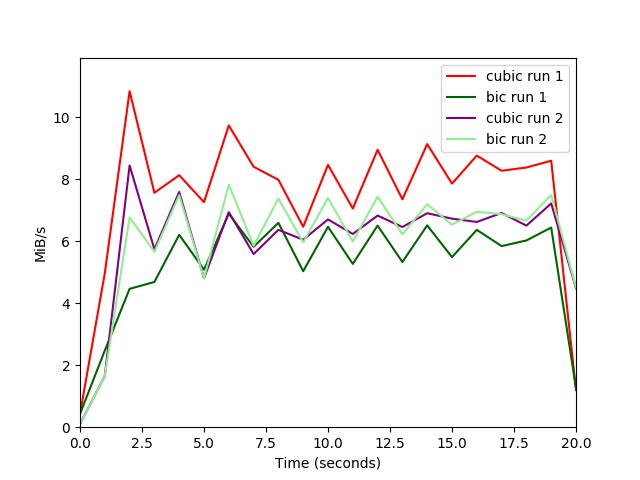 cubic run 1
bic run 1
cubic run 2
bic run 2
MiB/s
10
8
6
4
2
0
0.0 2.5 5.0 7.5 10.0 12.5 15.0 17.5 20.0
Time (seconds)